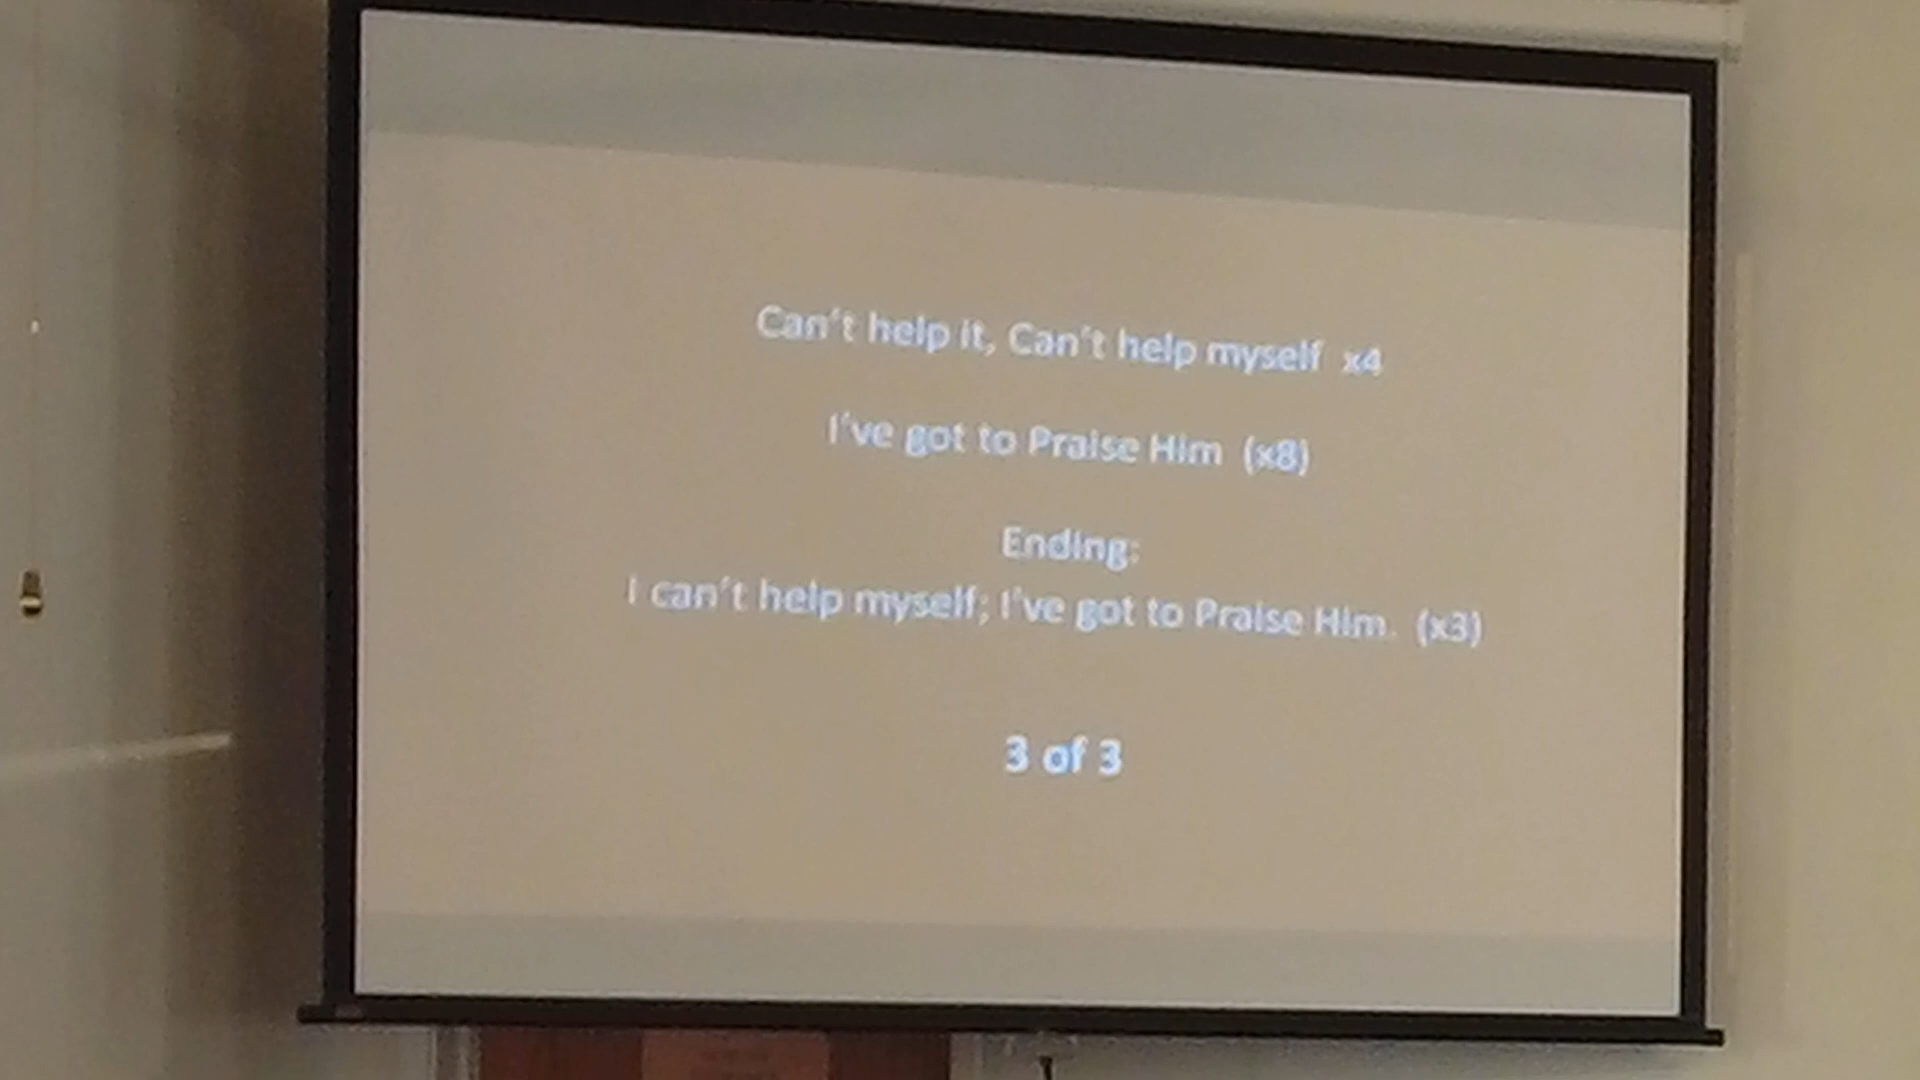 Can't help it, Can't help myself x4
I've got to Praise Him (x8)
Ending:
I can't help myself; I've got to Praise Him. (x3)
3 of 3